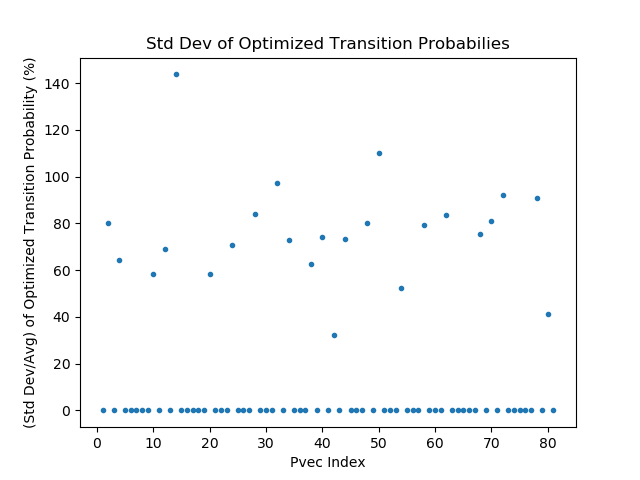 Std Dev of Optimized Transition Probabilies
(Std Dev/Avg) of Optimized Transition Probability (%)
140
120
100
80
60
40
20
0
0 10 20 30 40 50 60 70 80
Pvec Index